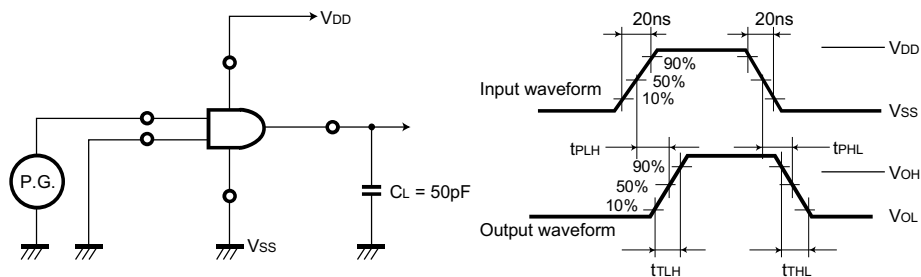 VDD
P.G.
CL = 50pF
VSS
20ns
20ns
VDD
90%
50%
10%
Input waveform
VSS
tPLH
tPHL
90%
50%
10%
VOH
VOL
Output waveform
tTLH
tTHL